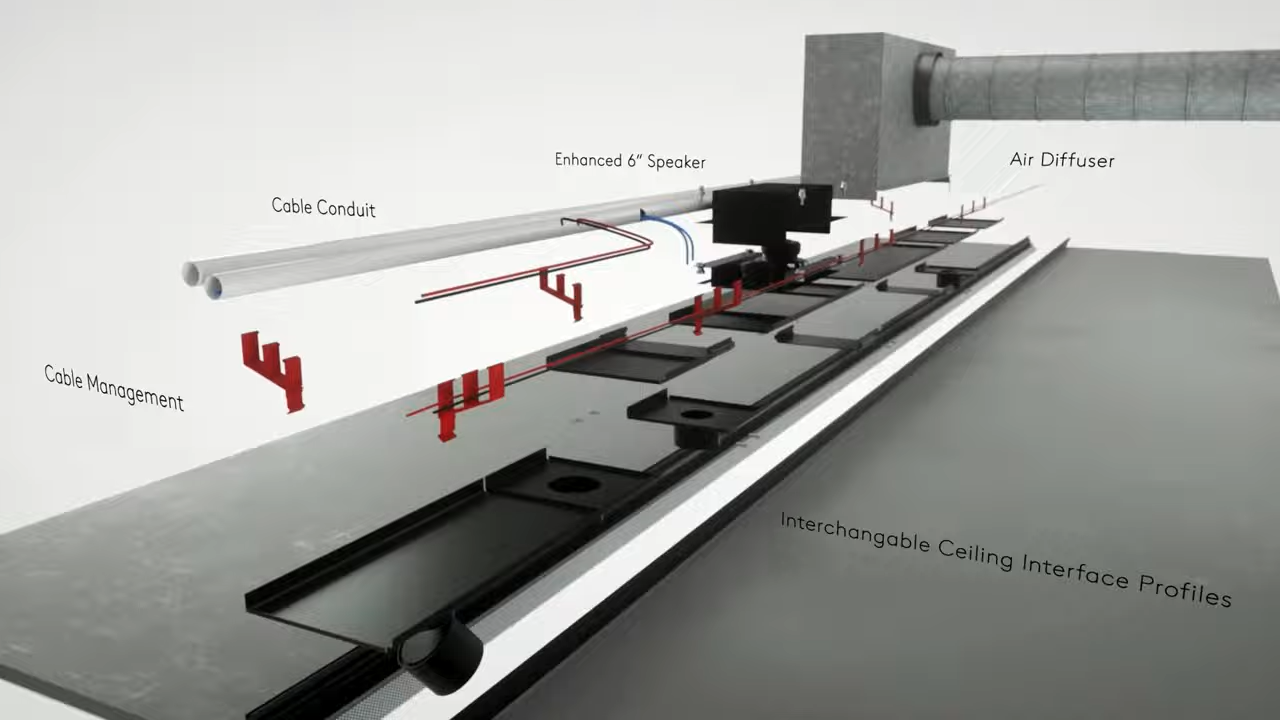 Enhanced 6" Speaker
Air Diffuser
Cable Conduit
Cable Management
Interchangable Ceiling Interface Profiles